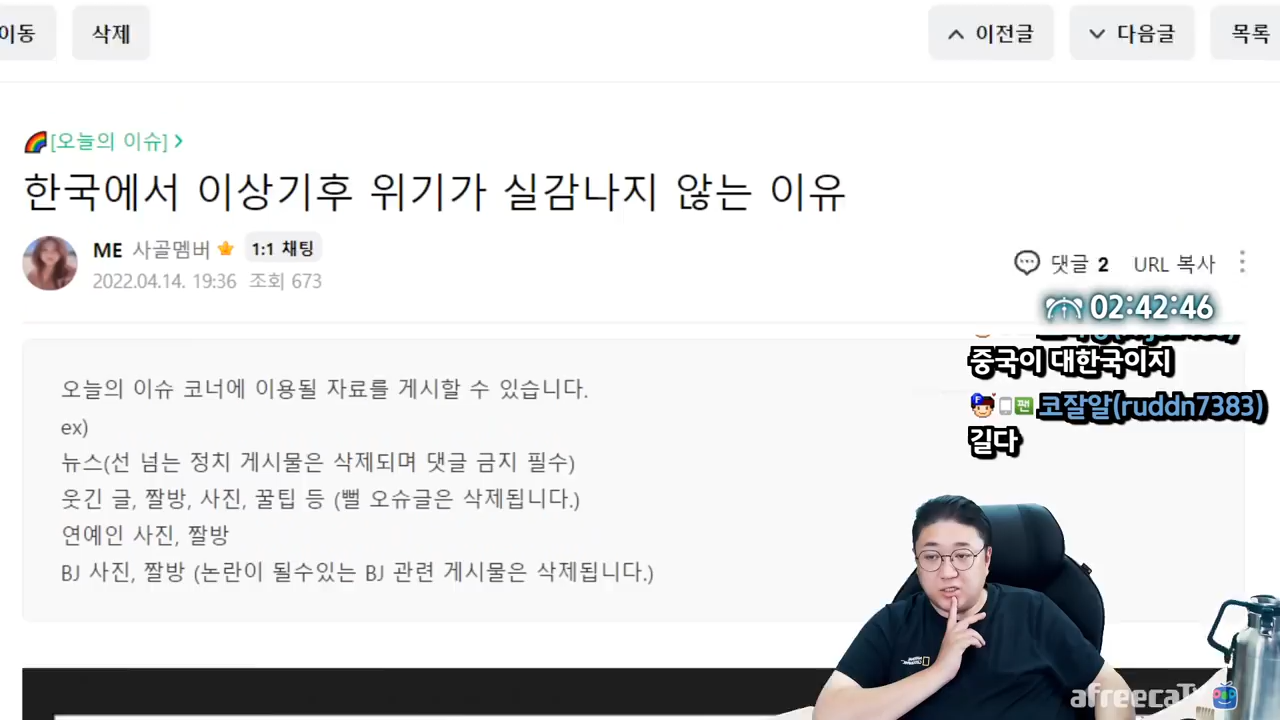 이동
삭제
이전글
다음글
목록
[오늘의 이슈]
한국에서 이상기후 위기가 실감나지 않는 이유
ME 사골멤버 1:1 채팅
2022.04.14. 19:36 조회 673
댓글 2 URL 복사
02:42:46
중국이 대한국이지
팬 코잘알(ruddn7383)
길다
오늘의 이슈 코너에 이용될 자료를 게시할 수 있습니다.
ex)
뉴스(선 넘는 정치 게시물은 삭제되며 댓글 금지 필수)
웃긴 글, 짤방, 사진, 꿀팁 등 (뻘 오슈글은 삭제됩니다.)
연예인 사진, 짤방
BJ 사진, 짤방 (논란이 될수있는 BJ 관련 게시물은 삭제됩니다.)
afreecaTV